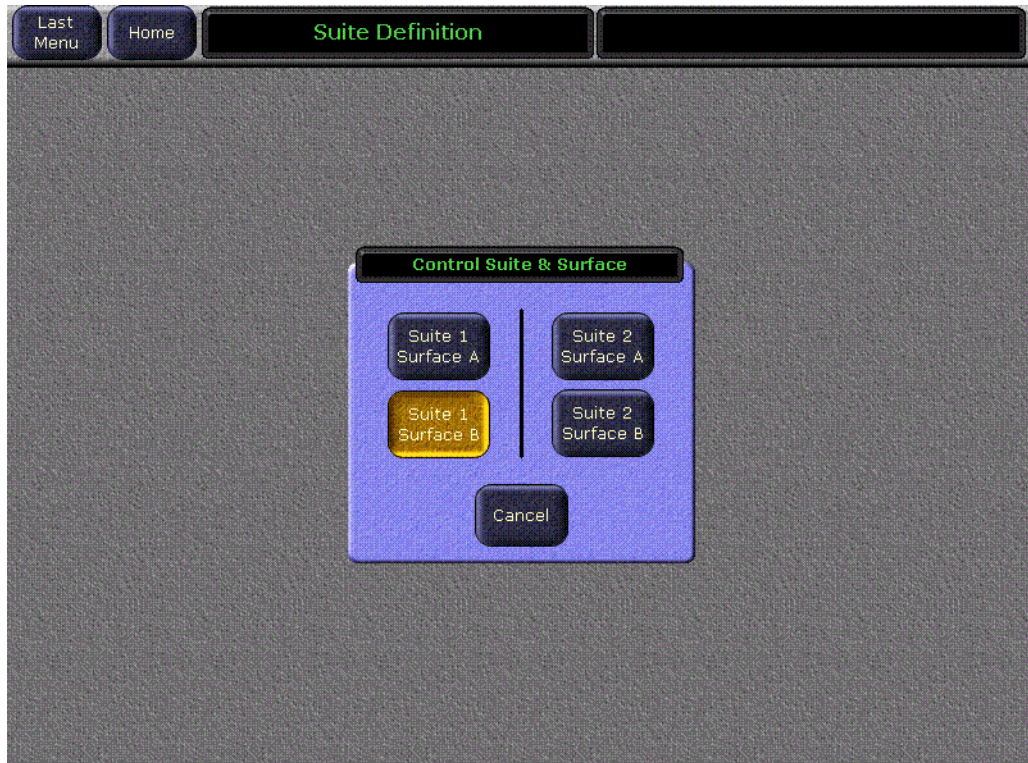 Last
Menu
Home
Suite Definition
Control Suite & Surface
Suite 1
Surface A
Suite 2
Surface A
Suite 1
Surface B
Suite 2
Surface B
Cancel